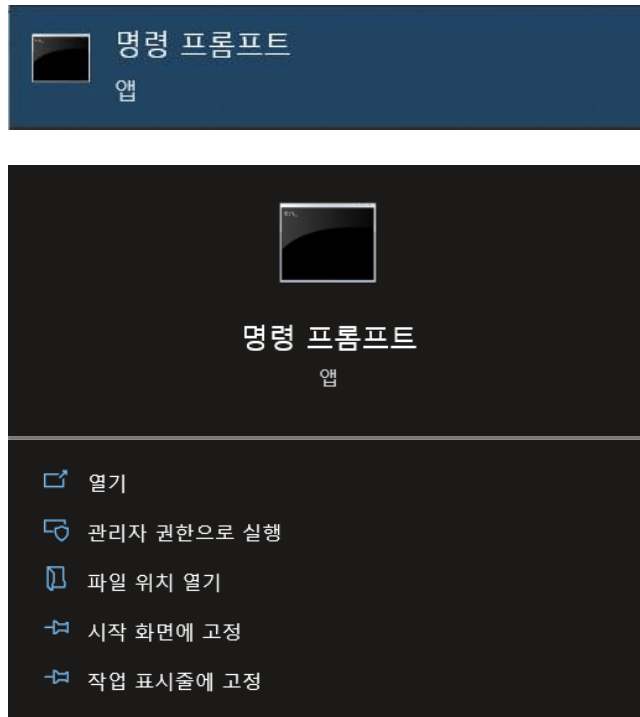 명령 프롬프트
앱
명령 프롬프트
앱
열기
관리자 권한으로 실행
파일 위치 열기
시작 화면에 고정
작업 표시줄에 고정